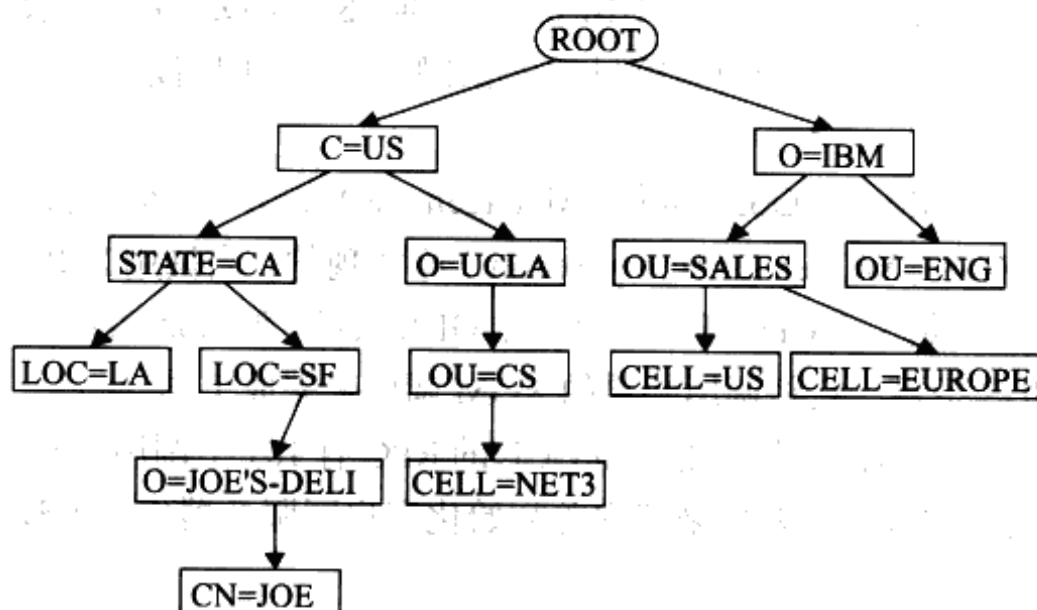 ROOT
C=US
O=IBM
STATE=CA
O=UCLA
OU=SALES
OU=ENG
LOC=LA
LOC=SF
OU=CS
CELL=US
CELL=EUROPE
O=JOE'S-DELI
CELL=NET3
CN=JOE